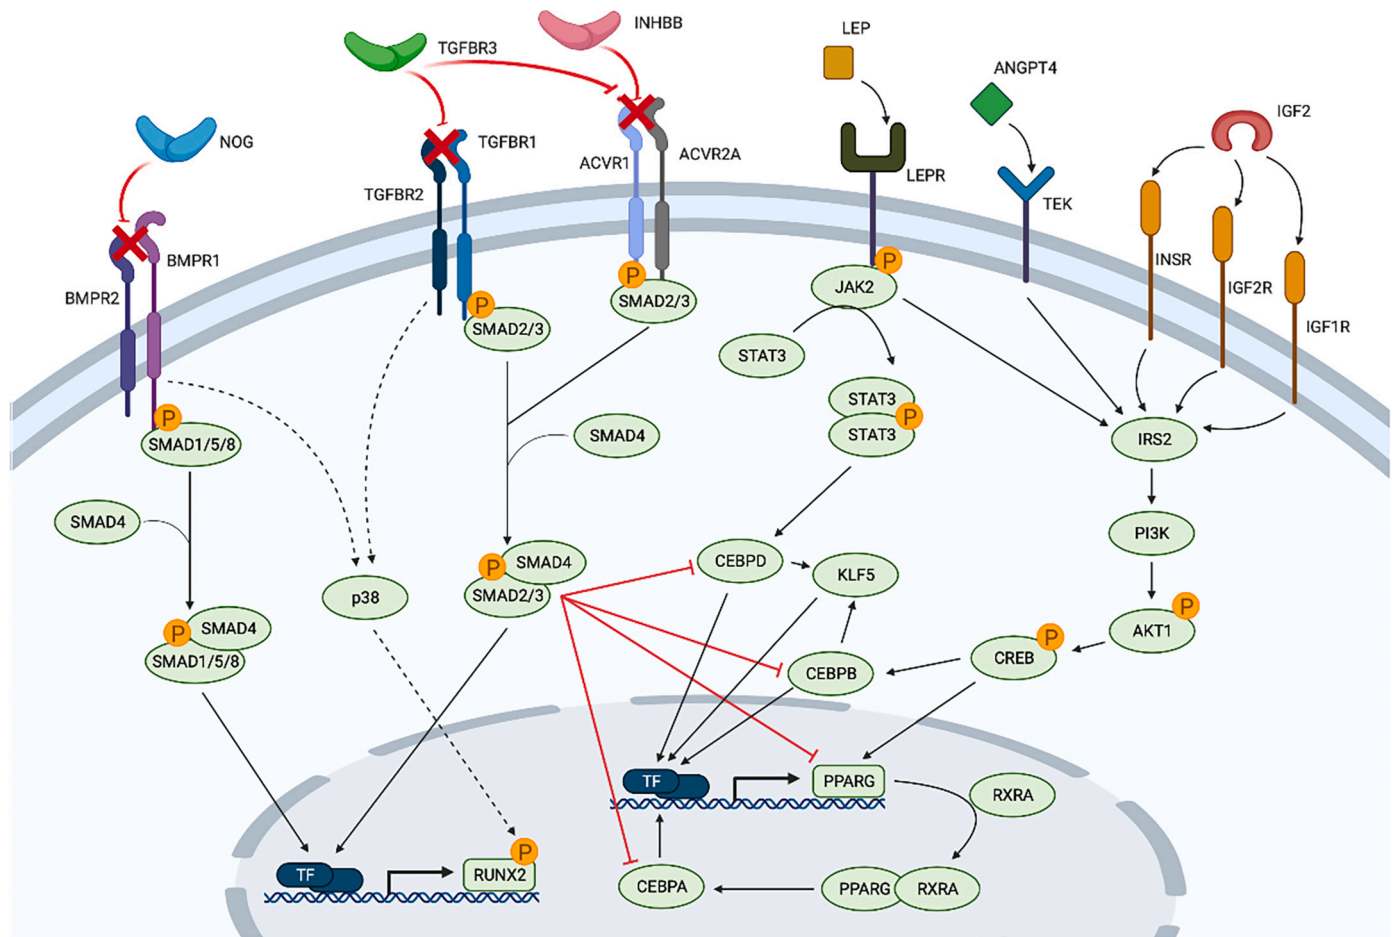 INHBB
LEP
TGFBR3
ANGPT4
IGF2
NOG
TGFBR1
ACVR1
ACVR2A
LEPR
TGFBR2
TEK
BMPR1
INSR
P
P
JAK2
IGF2R
BMPR2
P
SMAD2/3
SMAD2/3
IGF1R
STAT3
STAT3
P
P
STAT3
SMAD4
IRS2
SMAD1/5/8
SMAD4
PI3K
P
SMAD4
CEBPD
KLF5
p38
SMAD2/3
P
AKT1
P
SMAD4
P
CREB
SMAD1/5/8
CEBPB
TF
PPARG
RXRA
P
TF
RUNX2
CEBPA
PPARG
RXRA